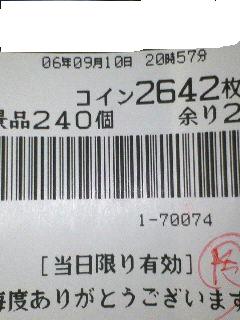 06年09月10日 20時57分
コイン2642枚
景品240個 余り2
1-70074
[当日限り有効]
毎度ありがとうございます